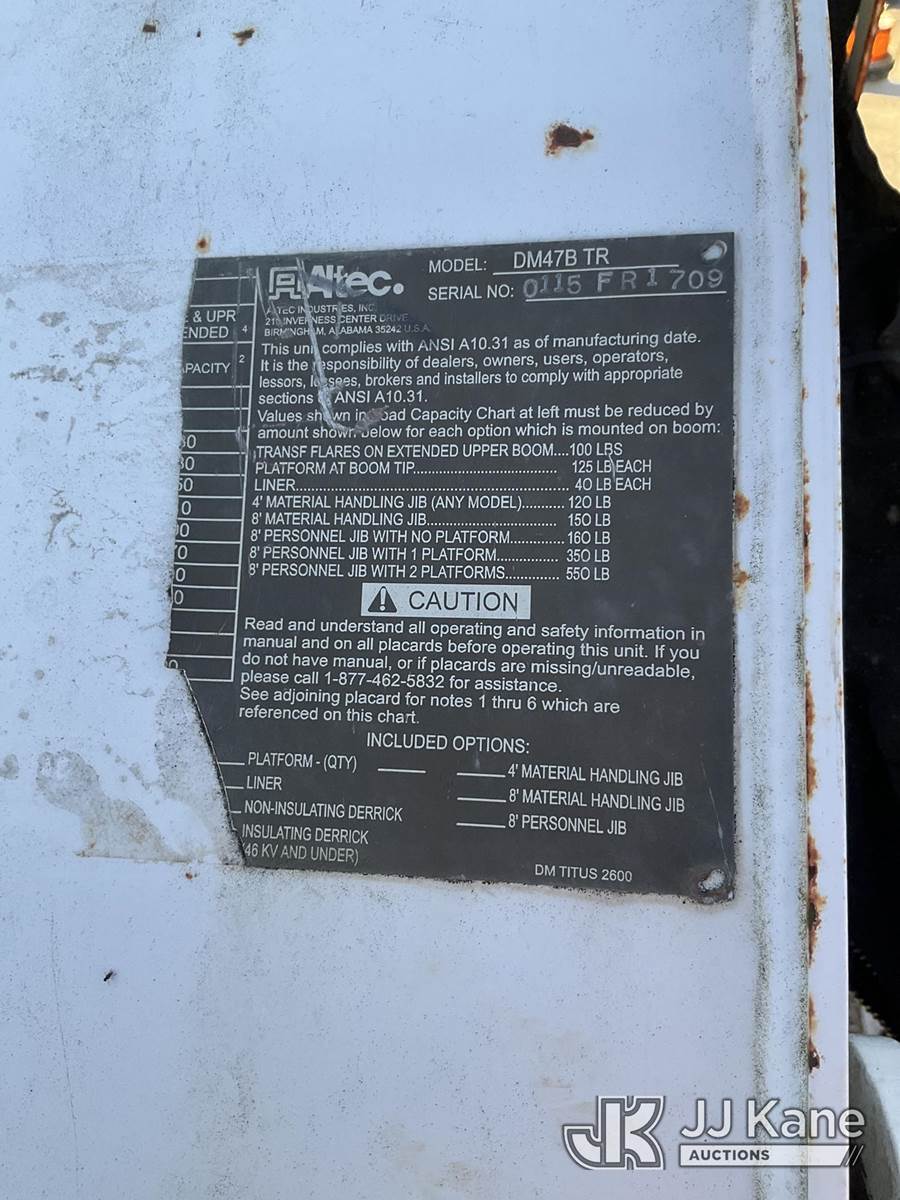 Altec.
MODEL: DM47B TR
SERIAL NO: 0115 FR1709
ALTEC INDUSTRIES, INC.
INVERNESS CENTER DRIVE
BIRMINGHAM, ALABAMA 35242 U.S.A.
This unit complies with ANSI A10.31 as of manufacturing date.
It is the responsibility of dealers, owners, users, operators,
lessors, lessees, brokers and installers to comply with appropriate
sections ANSI A10.31.
Values shown in Load Capacity Chart at left must be reduced by
amount shown below for each option which is mounted on boom:
TRANSF FLARES ON EXTENDED UPPER BOOM....100 LBS
PLATFORM AT BOOM TIP.................................. 125 LB EACH
LINER................................................................. 40 LB EACH
4' MATERIAL HANDLING JIB (ANY MODEL)........... 120 LB
8' MATERIAL HANDLING JIB............................... 150 LB
8' PERSONNEL JIB WITH NO PLATFORM............. 160 LB
8' PERSONNEL JIB WITH 1 PLATFORM............... 350 LB
8' PERSONNEL JIB WITH 2 PLATFORMS............. 550 LB
& UPR
ENDED 4
APACITY 2
CAUTION
Read and understand all operating and safety information in
manual and on all placards before operating this unit. If you
do not have manual, or if placards are missing/unreadable,
please call 1-877-462-5832 for assistance.
See adjoining placard for notes 1 thru 6 which are
referenced on this chart.
INCLUDED OPTIONS:
PLATFORM - (QTY)
LINER
NON-INSULATING DERRICK
INSULATING DERRICK
(46 KV AND UNDER)
4' MATERIAL HANDLING JIB
8' MATERIAL HANDLING JIB
8' PERSONNEL JIB
DM TITUS 2600
JK JJ Kane
AUCTIONS